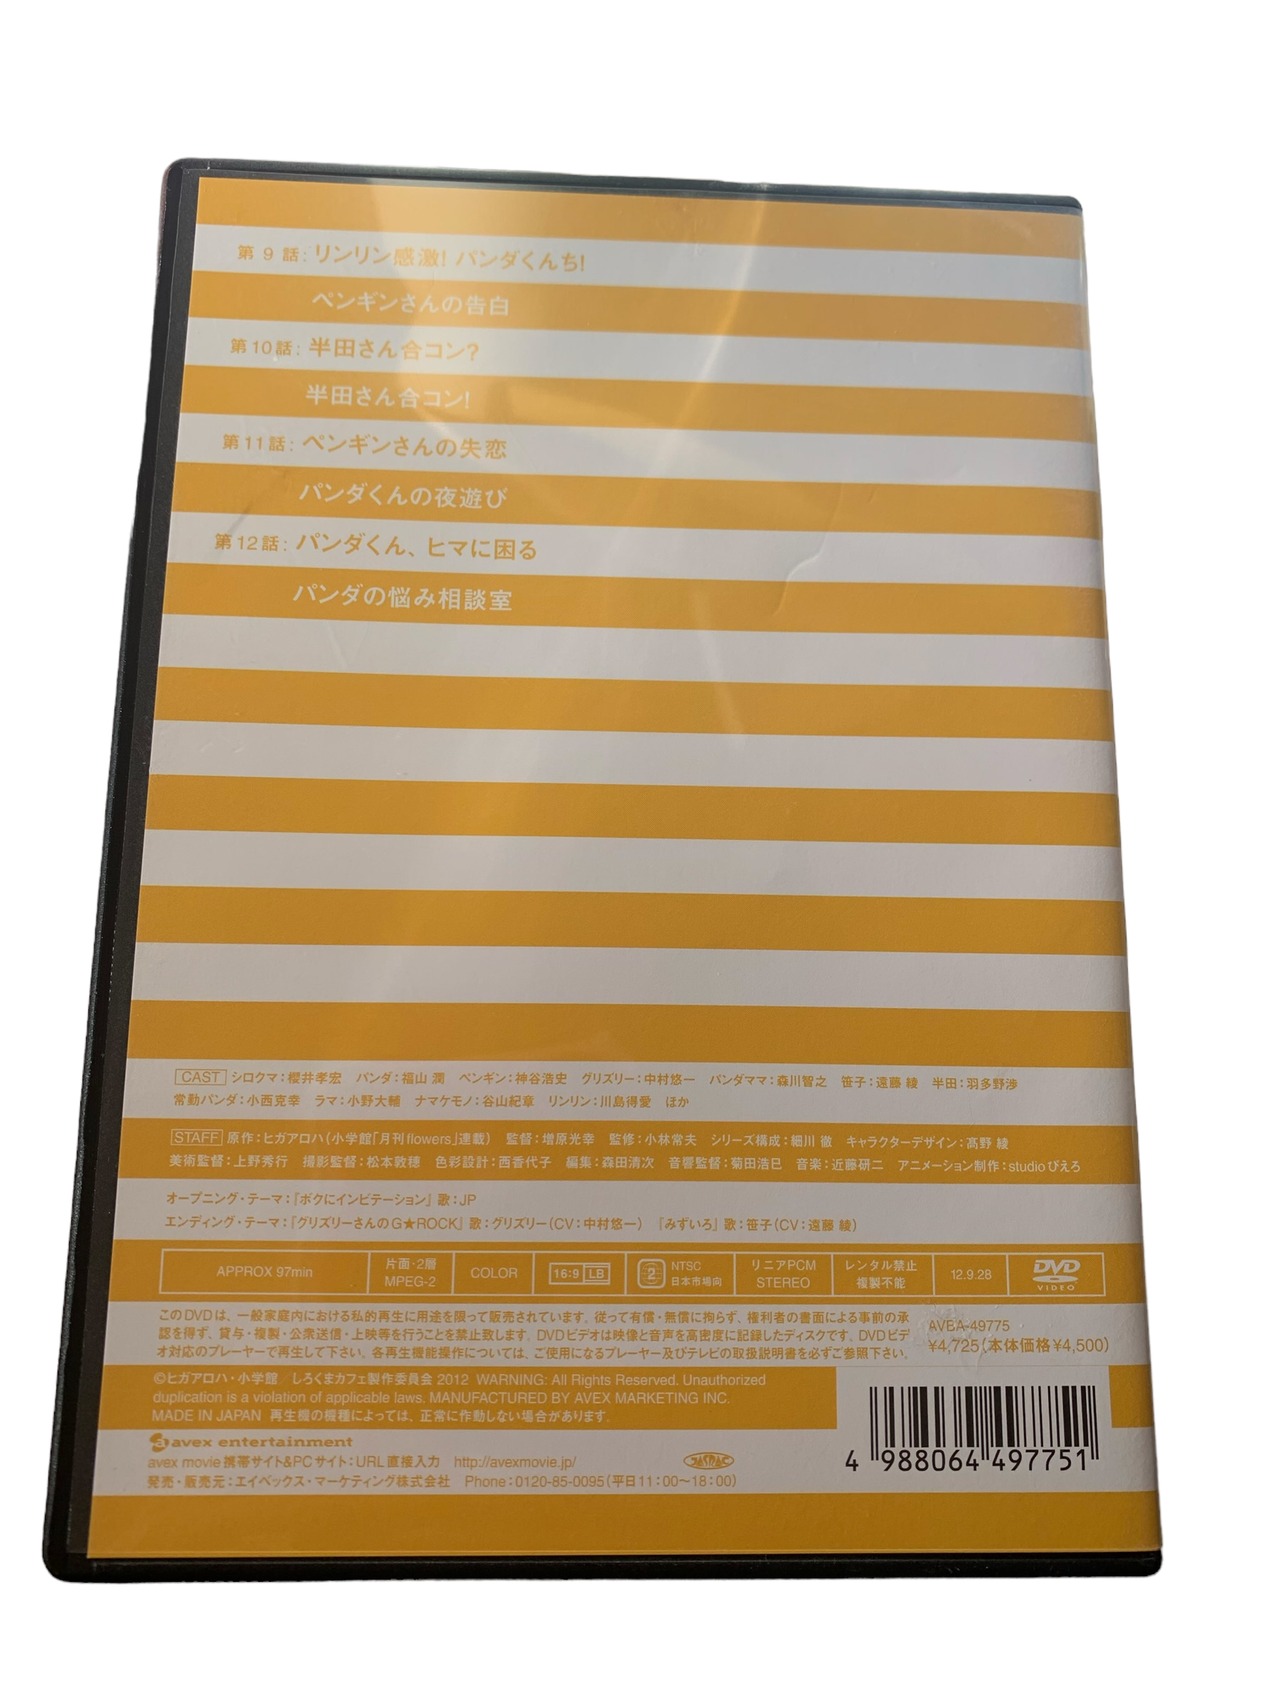 第 9 話: リンリン感激! パンダくんち!
ペンギンさんの告白
第10話: 半田さん合コン?
半田さん合コン!
第11話: ペンギンさんの失恋
パンダくんの夜遊び
第12話: パンダくん、ヒマに困る
パンダの悩み相談室
CAST シロクマ:櫻井孝宏 パンダ:福山 潤 ペンギン:神谷浩史 グリズリー:中村悠一 パンダママ:森川智之 笹子:遠藤 綾 半田:羽多野渉
常勤パンダ:小西克幸 ラマ:小野大輔 ナマケモノ:谷山紀章 リンリン:川島得愛 ほか
STAFF 原作:ヒガアロハ(小学館「月刊flowers」連載) 監督:増原光幸 監修:小林常夫 シリーズ構成:細川 徹 キャラクターデザイン:髙野 綾
美術監督:上野秀行 撮影監督:松本敦穂 色彩設計:西香代子 編集:森田清次 音響監督:菊田浩巳 音楽:近藤研二 アニメーション制作:studioぴえろ
オープニング・テーマ:『ボクにインビテーション』 歌:JP
エンディング・テーマ:『グリズリーさんのG★ROCK』 歌:グリズリー(CV:中村悠一) 『みずいろ』 歌:笹子(CV:遠藤 綾)
APPROX 97min 片面・2層 MPEG-2 COLOR 16:9 LB 2 NTSC 日本市場向 リニアPCM STEREO レンタル禁止 複製不能 12.9.28 DVD VIDEO
このDVDは、一般家庭内における私的再生に用途を限って販売されています。従って有償・無償に拘らず、権利者の書面による事前の承
認を得ず、貸与・複製・公衆送信・上映等を行うことを禁止致します。DVDビデオは映像と音声を高密度に記録したディスクです。DVDビデ
オ対応のプレーヤーで再生して下さい。各再生機能操作については、ご使用になるプレーヤー及びテレビの取扱説明書を必ずご参照下さい。
AVBA-49775
¥4,725(本体価格¥4,500)
©ヒガアロハ・小学館/しろくまカフェ製作委員会 2012 WARNING: All Rights Reserved. Unauthorized
duplication is a violation of applicable laws. MANUFACTURED BY AVEX MARKETING INC.
MADE IN JAPAN 再生機の機種によっては、正常に作動しない場合があります。
avex entertainment
avex movie 携帯サイト&PCサイト:URL直接入力 http://avexmovie.jp/
発売・販売元:エイベックス・マーケティング株式会社 Phone:0120-85-0095(平日11:00〜18:00)
JASRAC
4 988064 497751